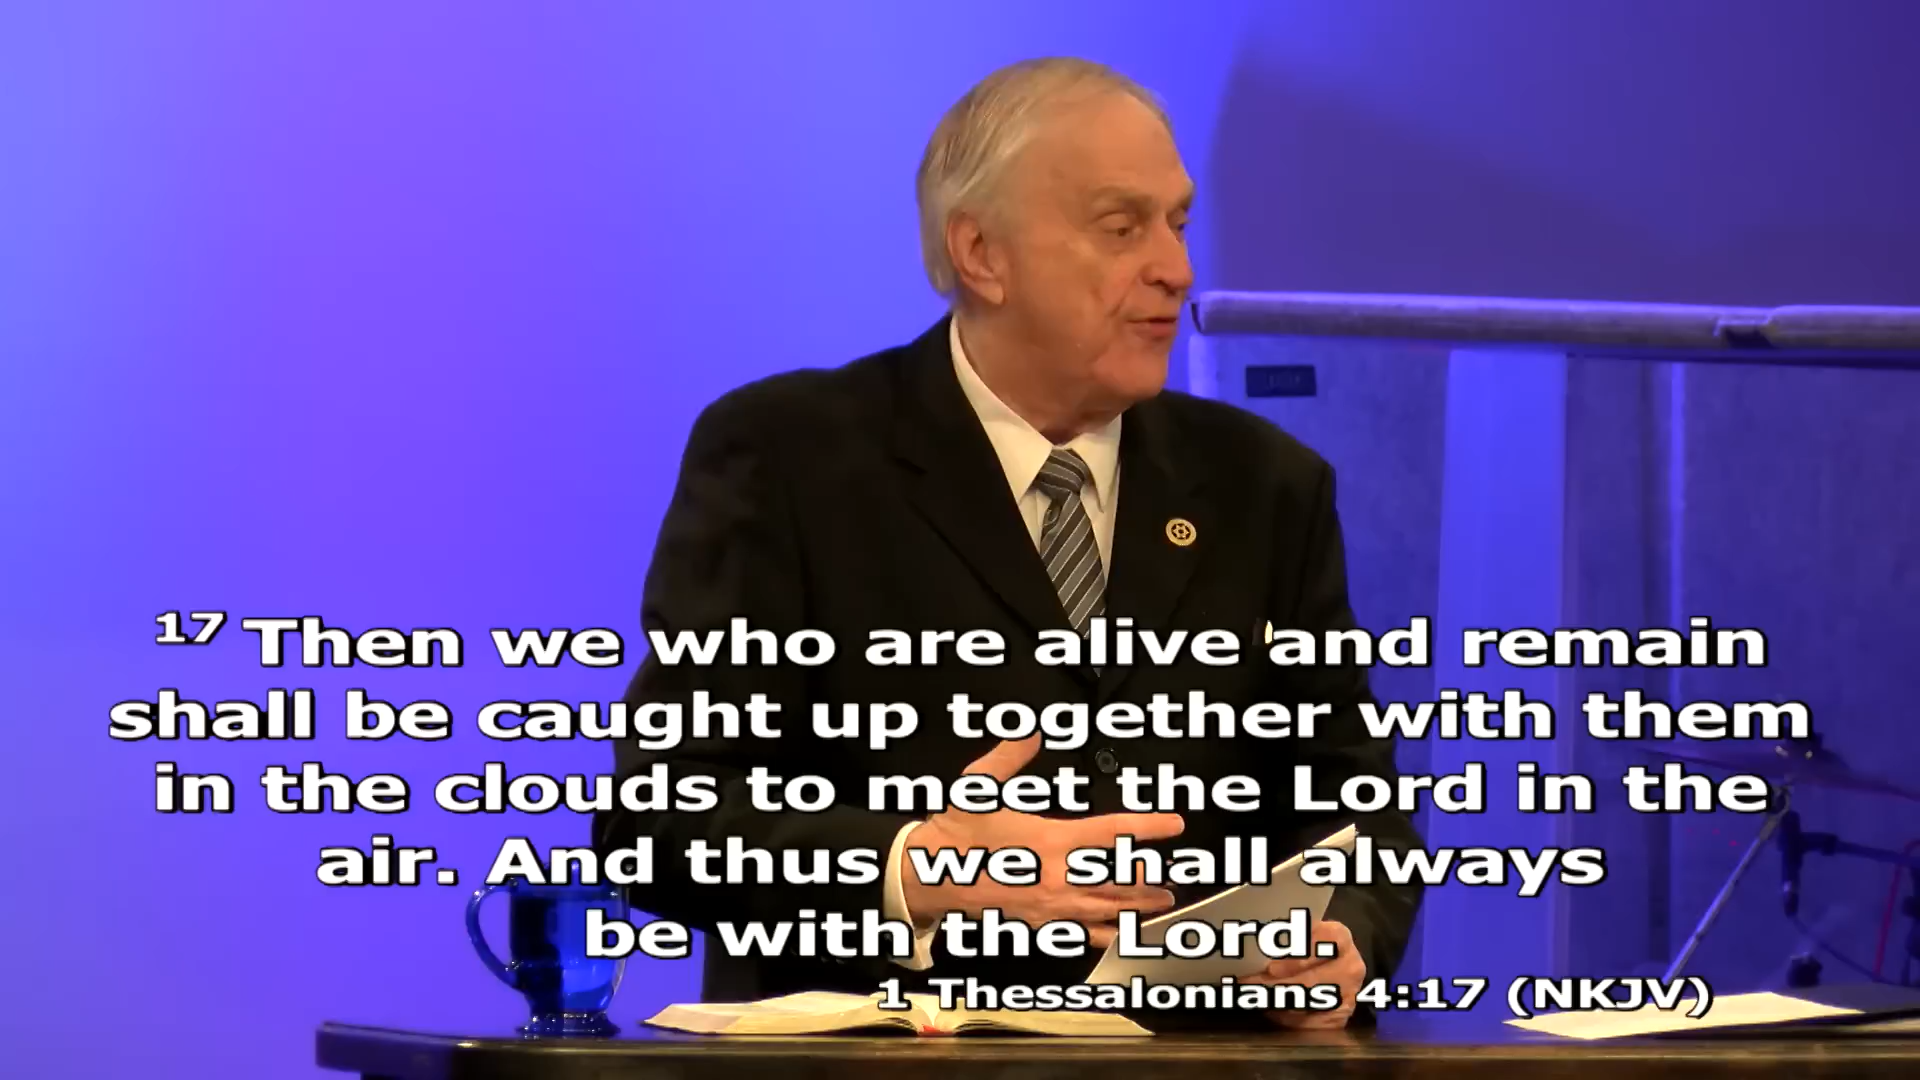 17 Then we who are alive and remain
shall be caught up together with them
in the clouds to meet the Lord in the
air. And thus we shall always
be with the Lord.
1 Thessalonians 4:17 (NKJV)